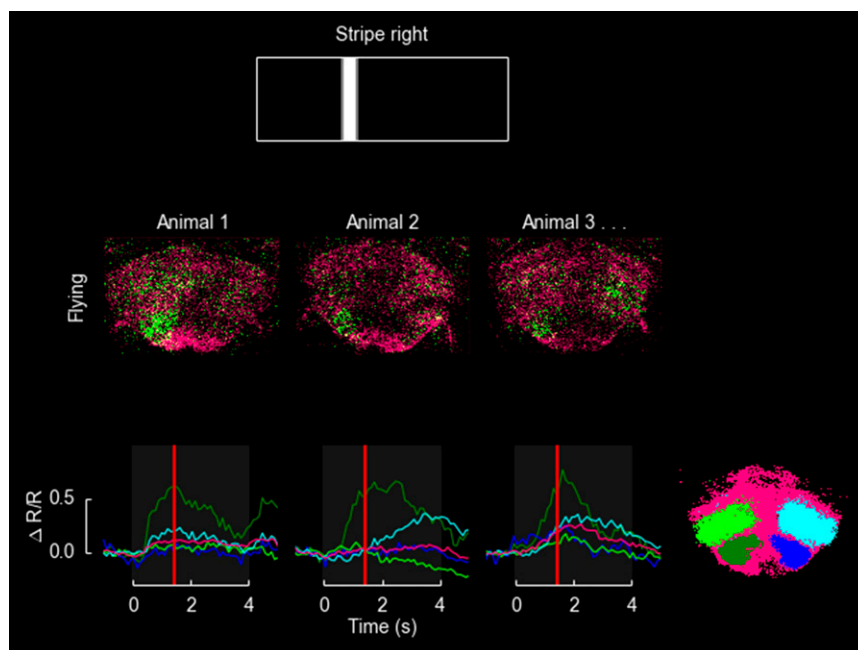 Stripe right
Animal 1 Animal 2 Animal 3 . . .
Flying
Δ R/R
0.5
0.0
0 2 4 0 2 4 0 2 4
Time (s)